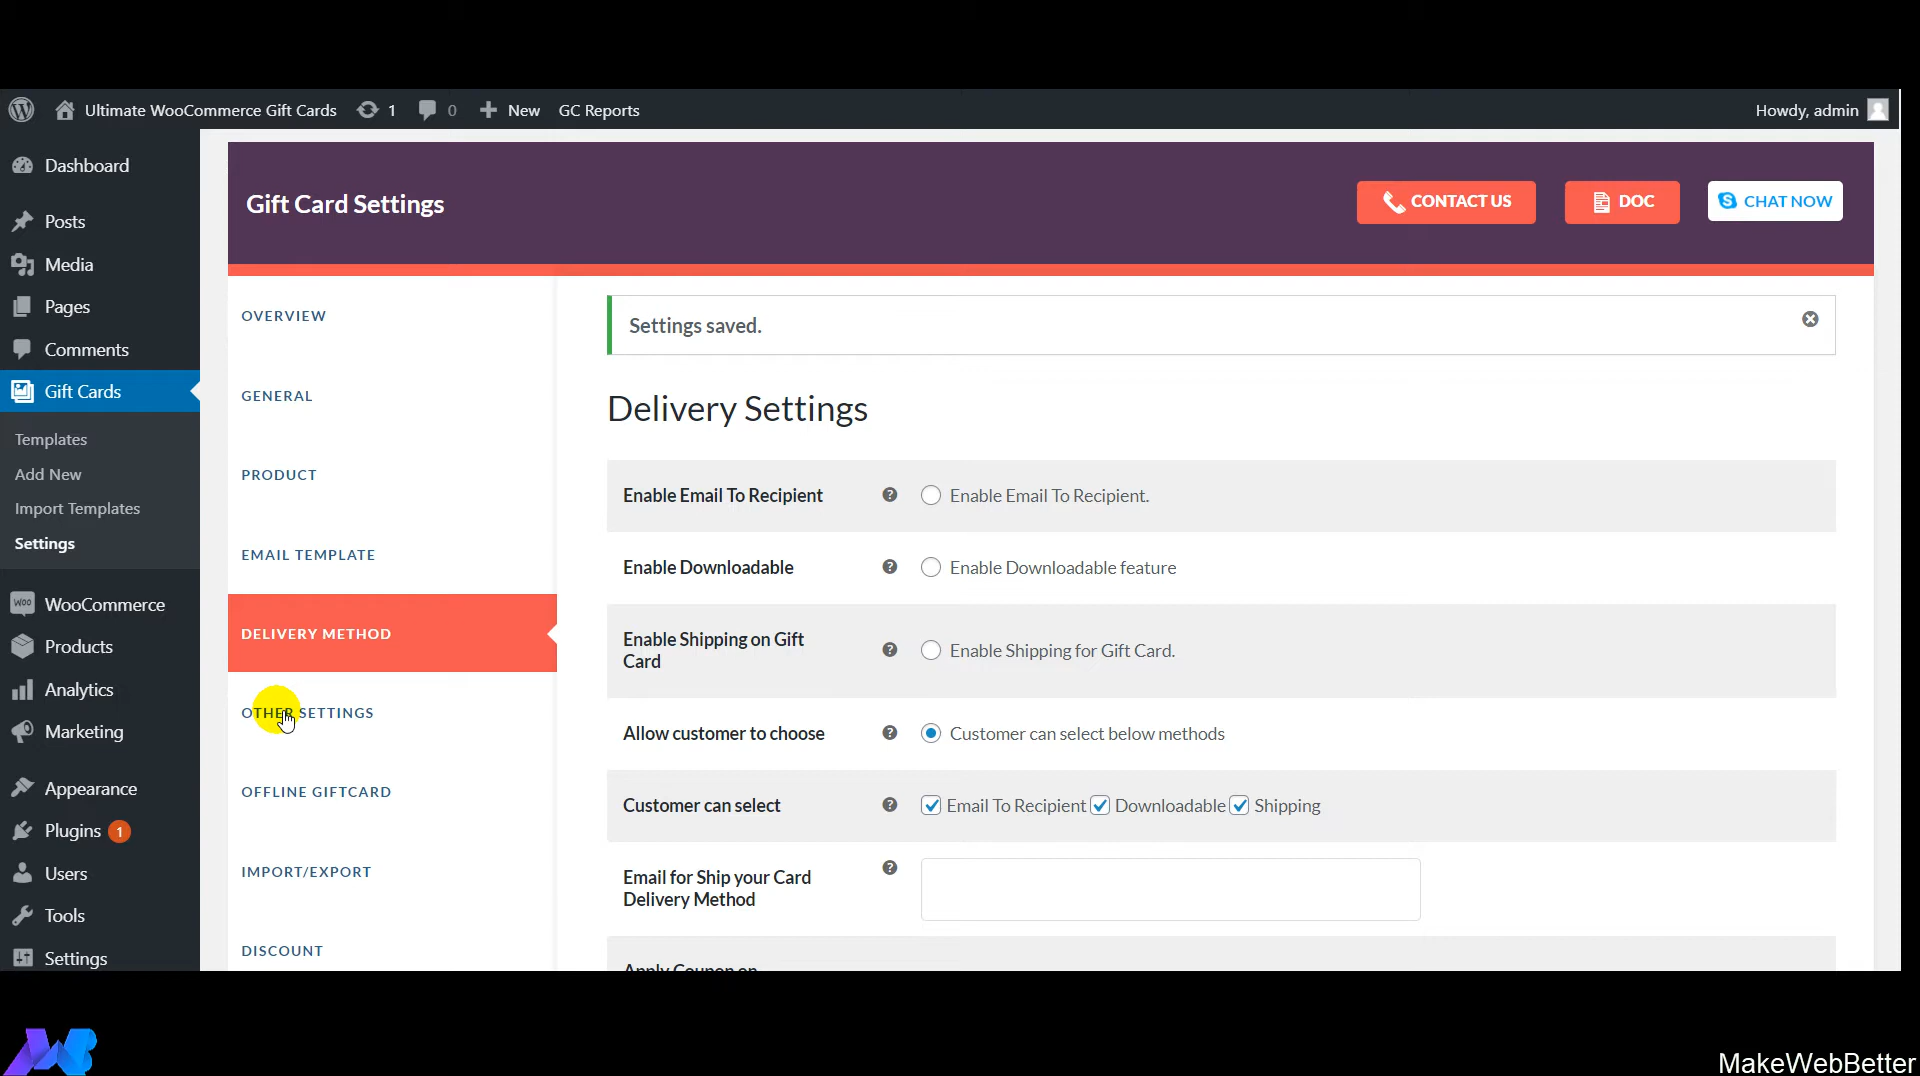 Ultimate WooCommerce Gift Cards 1 0 New GC Reports Howdy, admin
Dashboard
Posts
Media
Pages
Comments
Gift Cards
Templates
Add New
Import Templates
Settings
WooCommerce
Products
Analytics
Marketing
Appearance
Plugins 1
Users
Tools
Settings
Gift Card Settings
CONTACT US
DOC
CHAT NOW
OVERVIEW
GENERAL
PRODUCT
EMAIL TEMPLATE
DELIVERY METHOD
OTHER SETTINGS
OFFLINE GIFTCARD
IMPORT/EXPORT
DISCOUNT
Settings saved.
Delivery Settings
Enable Email To Recipient ? Enable Email To Recipient.
Enable Downloadable ? Enable Downloadable feature
Enable Shipping on Gift
Card
? Enable Shipping for Gift Card.
Allow customer to choose ? Customer can select below methods
Customer can select ? Email To Recipient Downloadable Shipping
Email for Ship your Card
Delivery Method
?
Apply Coupon on
MakeWebBetter